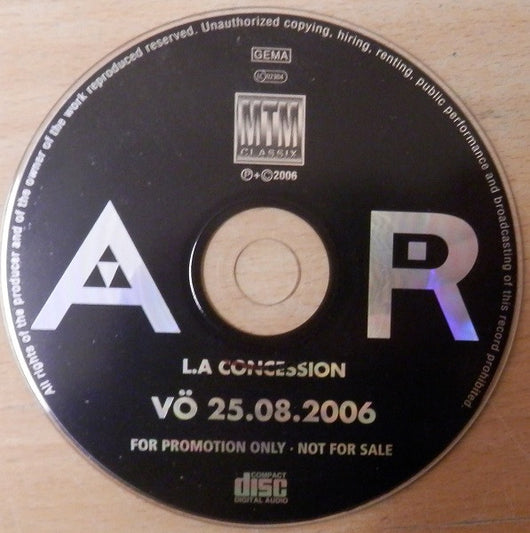 All rights of the producer and of the owner of the work reproduced reserved. Unauthorized copying, hiring, renting, public performance and broadcasting of this record prohibited.
GEMA
MTM
CLASSIX
℗+©2006
A R
L.A CONCESSION
VÖ 25.08.2006
FOR PROMOTION ONLY · NOT FOR SALE
COMPACT
disc
DIGITAL AUDIO